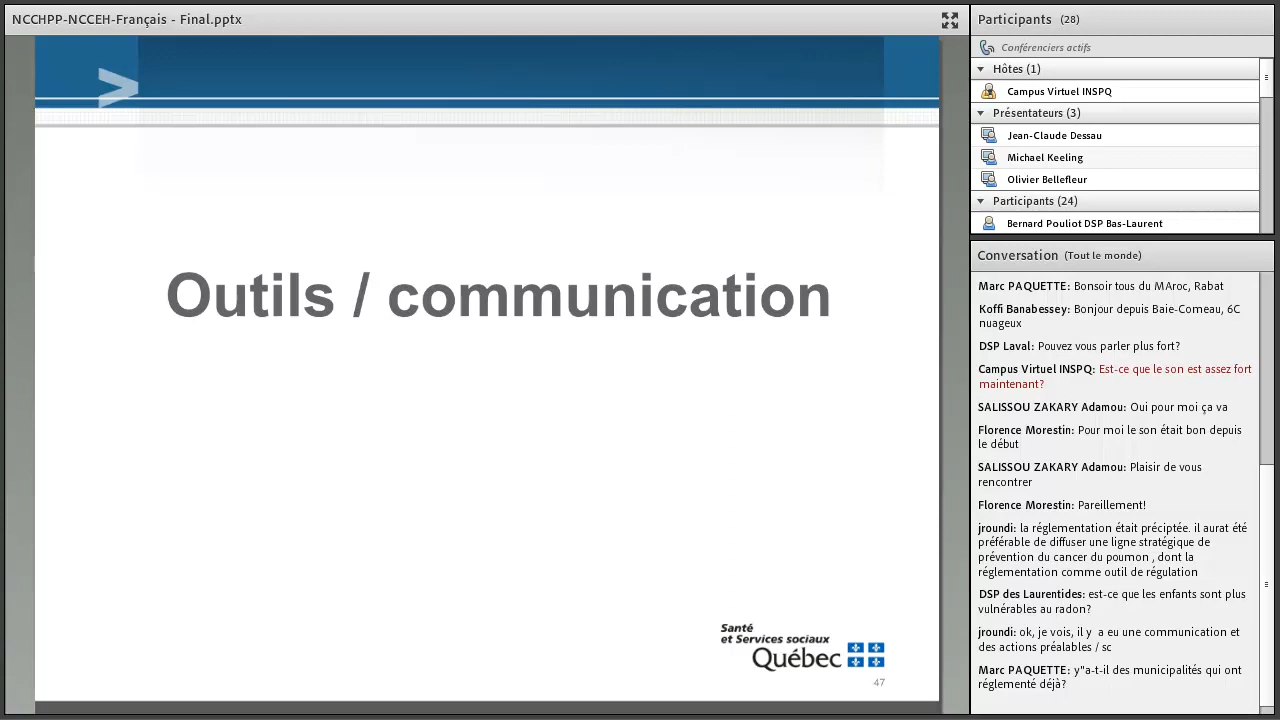 NCCHPP-NCCEH-Français - Final.pptx
Outils / communication
Santé
et Services sociaux
Québec
47
Participants (28)
Conférenciers actifs
Hôtes (1)
Campus Virtuel INSPQ
Présentateurs (3)
Jean-Claude Dessau
Michael Keeling
Olivier Bellefleur
Participants (24)
Bernard Pouliot DSP Bas-Laurent
Conversation (Tout le monde)
Marc PAQUETTE: Bonsoir tous du MAroc, Rabat
Koffi Banabessey: Bonjour depuis Baie-Comeau, 6C
nuageux
DSP Laval: Pouvez vous parler plus fort?
Campus Virtuel INSPQ: Est-ce que le son est assez fort
maintenant?
SALISSOU ZAKARY Adamou: Oui pour moi ça va
Florence Morestin: Pour moi le son était bon depuis
le début
SALISSOU ZAKARY Adamou: Plaisir de vous
rencontrer
Florence Morestin: Pareillement!
jroundi: la réglementation était préciptée. il aurat été
préférable de diffuser une ligne stratégique de
prévention du cancer du poumon , dont la
réglementation comme outil de régulation
DSP des Laurentides: est-ce que les enfants sont plus
vulnérables au radon?
jroundi: ok, je vois, il y  a eu une communication et
des actions préalables / sc
Marc PAQUETTE: y"a-t-il des municipalités qui ont
réglementé déjà?